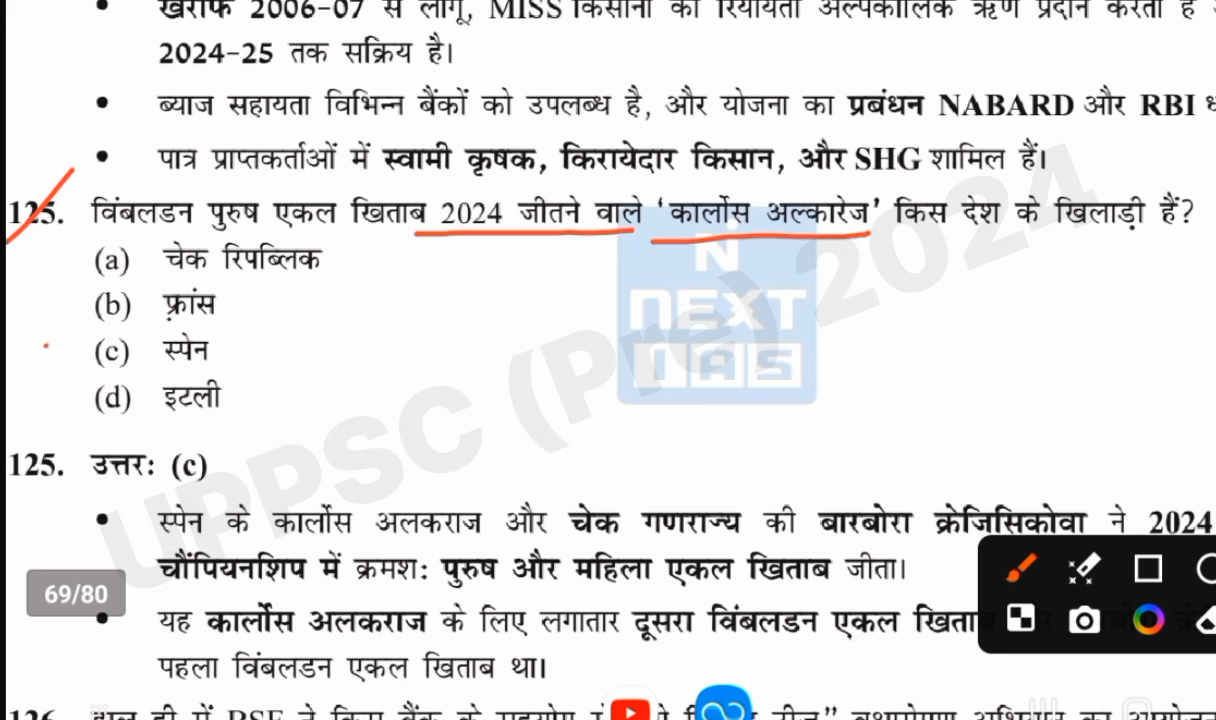 • खरीफ 2006-07 से लागू, MISS किसानों को रियायती अल्पकालिक ऋण प्रदान करता है
2024-25 तक सक्रिय है।
• ब्याज सहायता विभिन्न बैंकों को उपलब्ध है, और योजना का प्रबंधन NABARD और RBI
• पात्र प्राप्तकर्ताओं में स्वामी कृषक, किरायेदार किसान, और SHG शामिल हैं।
125. विंबलडन पुरुष एकल खिताब 2024 जीतने वाले ‘कार्लोस अल्कारेज’ किस देश के खिलाड़ी हैं?
(a) चेक रिपब्लिक
(b) फ़्रांस
(c) स्पेन
(d) इटली
N
NEXT
IAS
UPPSC (Pre) 2024
125. उत्तरः (c)
• स्पेन के कार्लोस अलकराज और चेक गणराज्य की बारबोरा क्रेजिसिकोवा ने 2024
चौंपियनशिप में क्रमशः पुरुष और महिला एकल खिताब जीता।
69/80
• यह कार्लोस अलकराज के लिए लगातार दूसरा विंबलडन एकल खिताब
पहला विंबलडन एकल खिताब था।